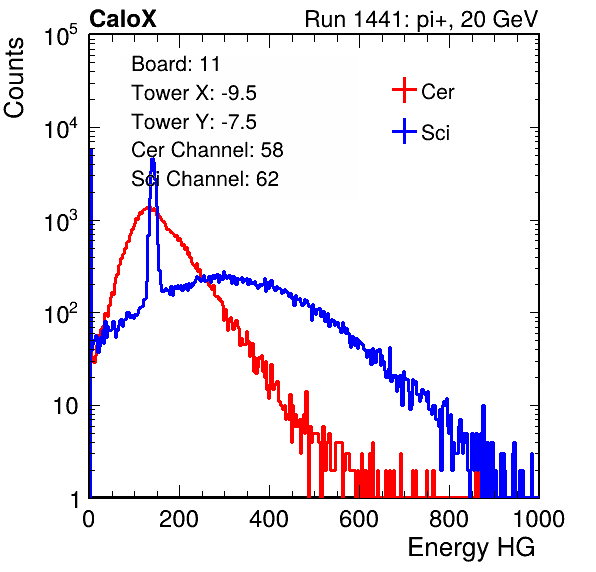 CaloX Run 1441: pi+, 20 GeV
Counts
10^5
10^4
10^3
10^2
10
1
Board: 11
Tower X: -9.5
Tower Y: -7.5
Cer Channel: 58
Sci Channel: 62
Cer
Sci
0 200 400 600 800 1000
Energy HG